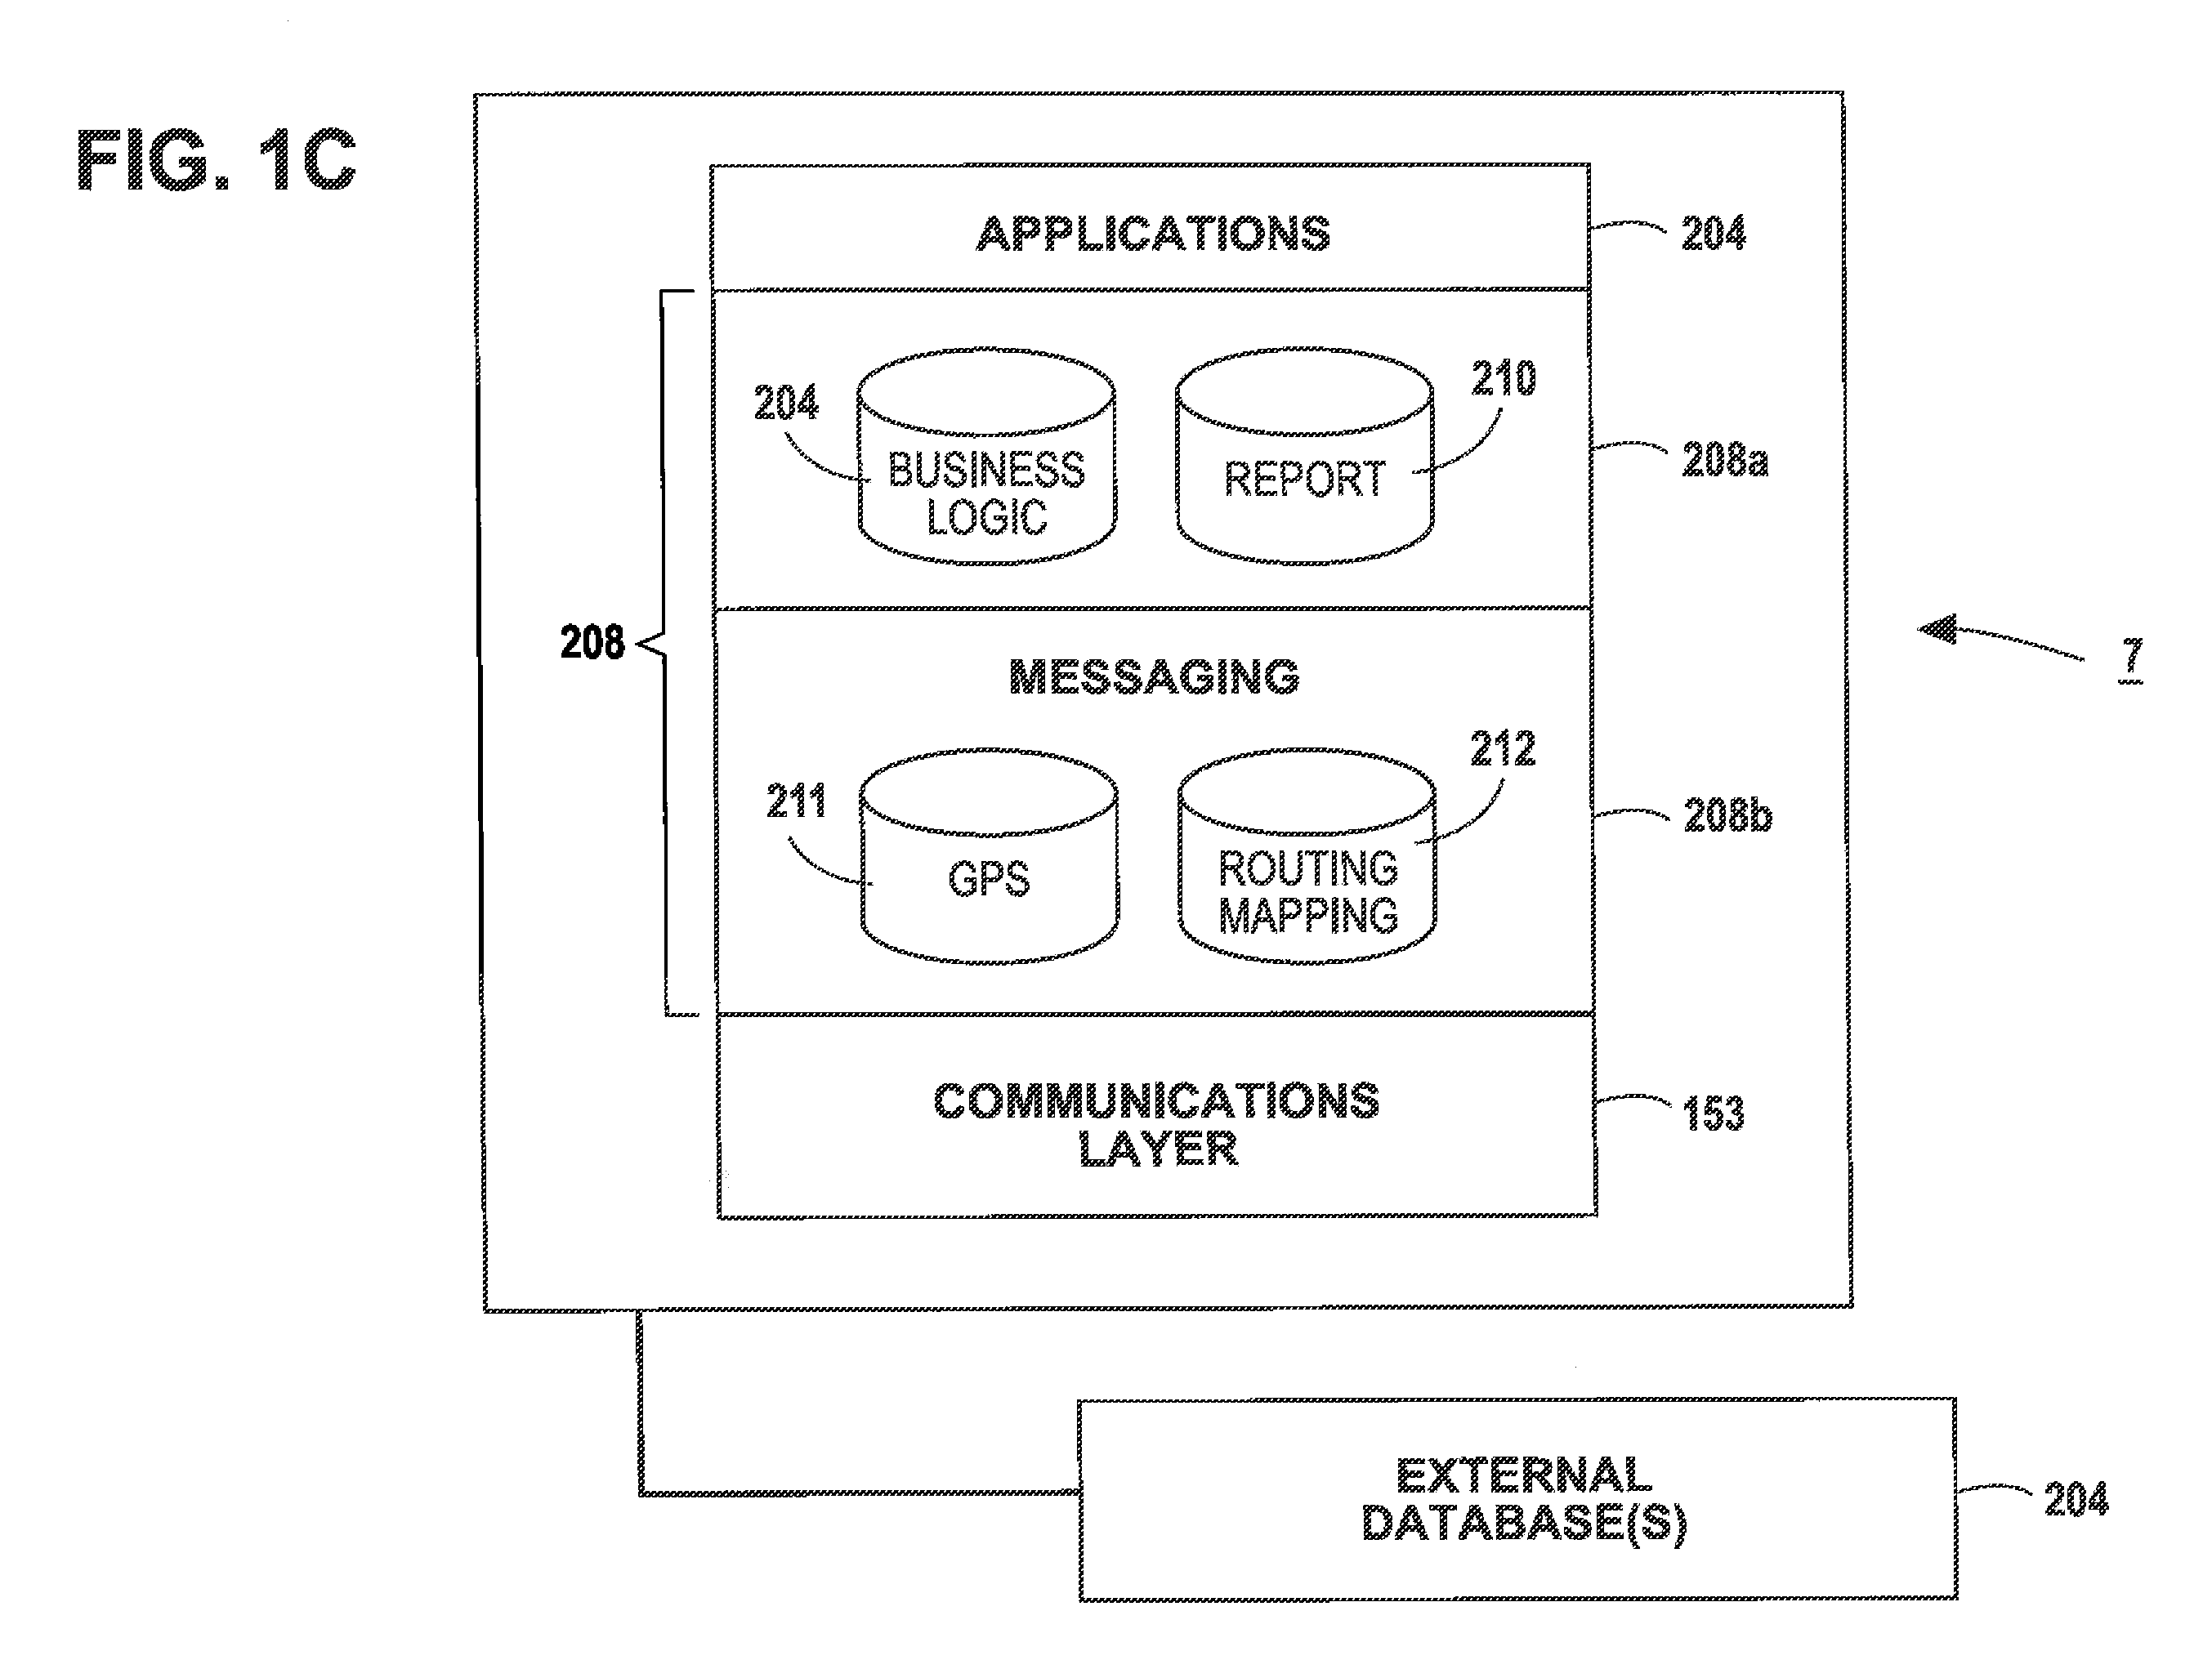 FIG. 1C
APPLICATIONS
204
204
210
BUSINESS
LOGIC
REPORT
208a
208
MESSAGING
7
211
212
GPS
ROUTING
MAPPING
208b
COMMUNICATIONS
LAYER
153
EXTERNAL
DATABASE(S)
204